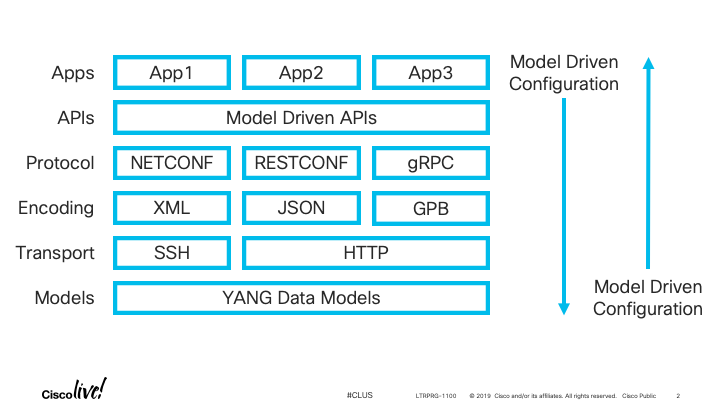 Apps App1 App2 App3
Model Driven
Configuration
APIs Model Driven APIs
Protocol NETCONF RESTCONF gRPC
Encoding XML JSON GPB
Transport SSH HTTP
Models YANG Data Models
Model Driven
Configuration
Cisco live! #CLUS LTRPRG-1100 © 2019 Cisco and/or its affiliates. All rights reserved. Cisco Public 2